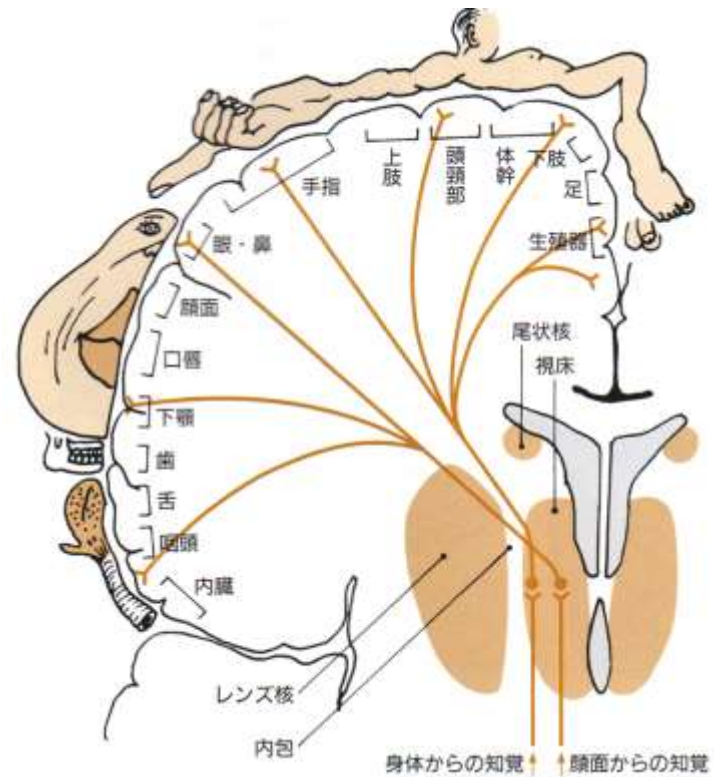 上肢
頭頸部
体幹
下肢
手指
足
眼・鼻
生殖器
顔面
口唇
尾状核
視床
下顎
歯
舌
咽頭
内臓
レンズ核
内包
身体からの知覚
顔面からの知覚